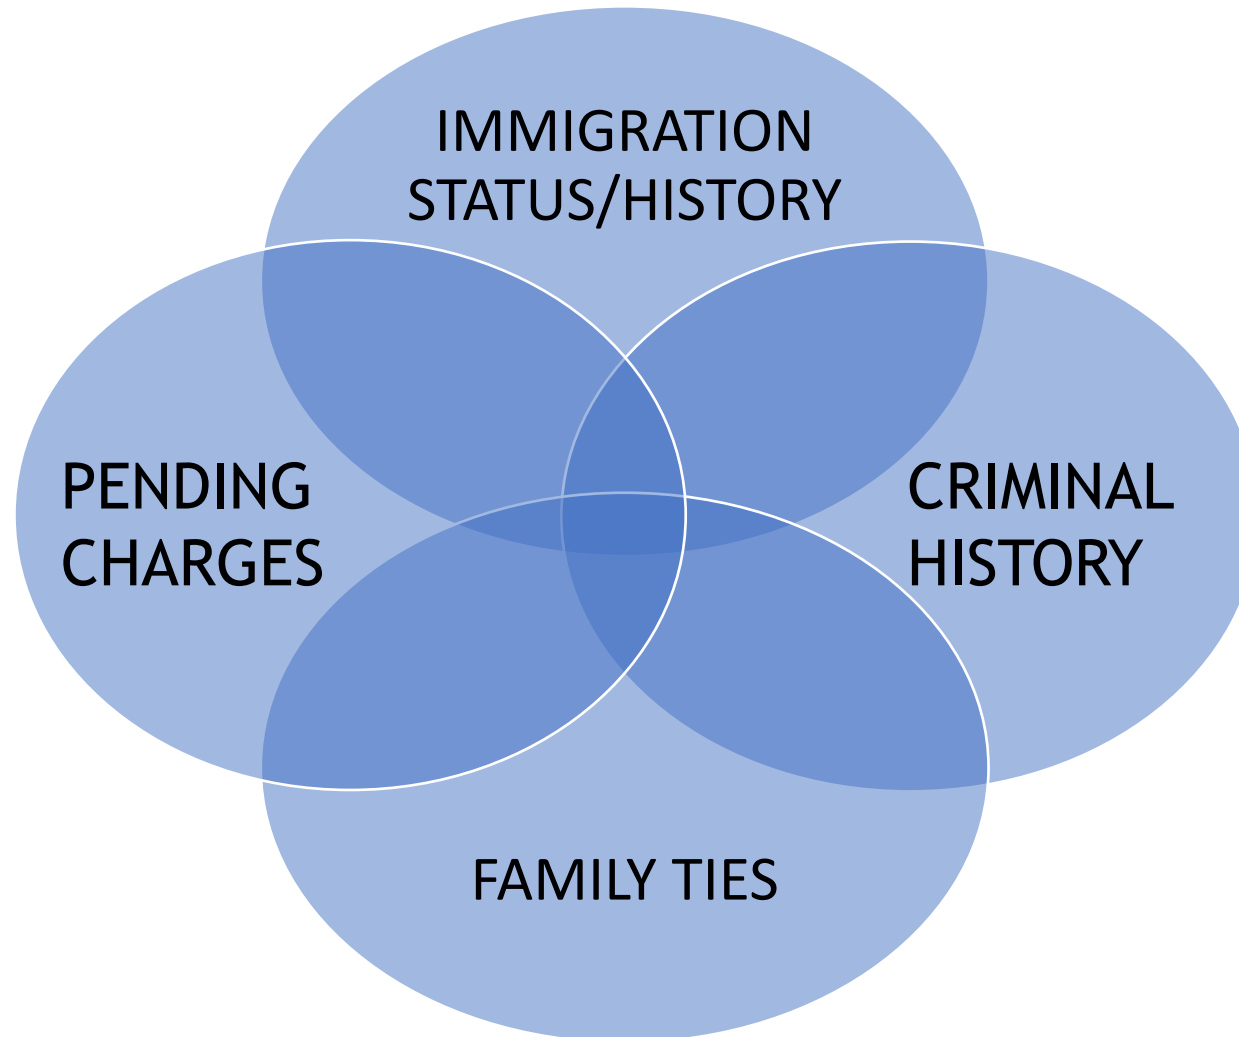 IMMIGRATION
STATUS/HISTORY
PENDING
CHARGES
CRIMINAL
HISTORY
FAMILY TIES